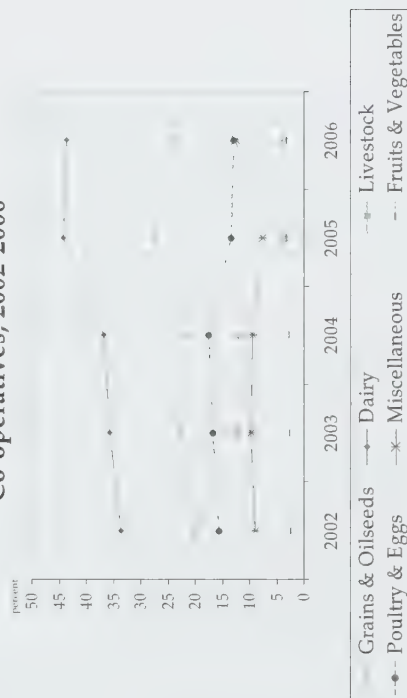 Co-operatives, 2002-2006
percent
50
45
40
35
30
25
20
15
10
5
0
2002 2003 2004 2005 2006
Grains & Oilseeds Dairy Livestock
Poultry & Eggs Miscellaneous Fruits & Vegetables